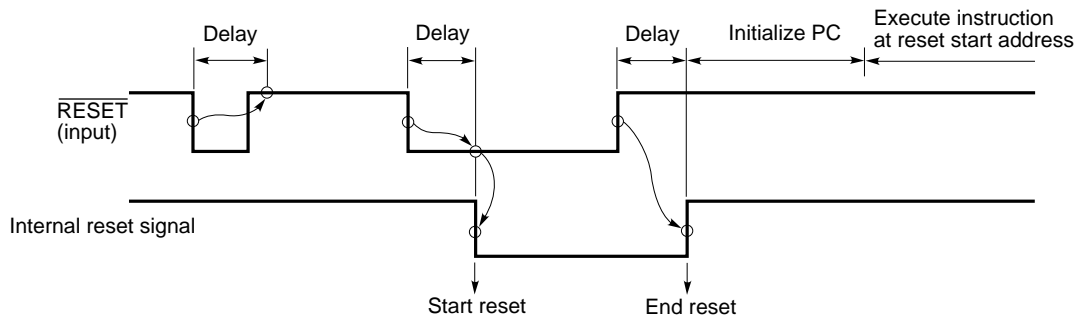 Delay
Delay
Delay
Initialize PC
Execute instruction
at reset start address
RESET
(input)
Internal reset signal
Start reset
End reset